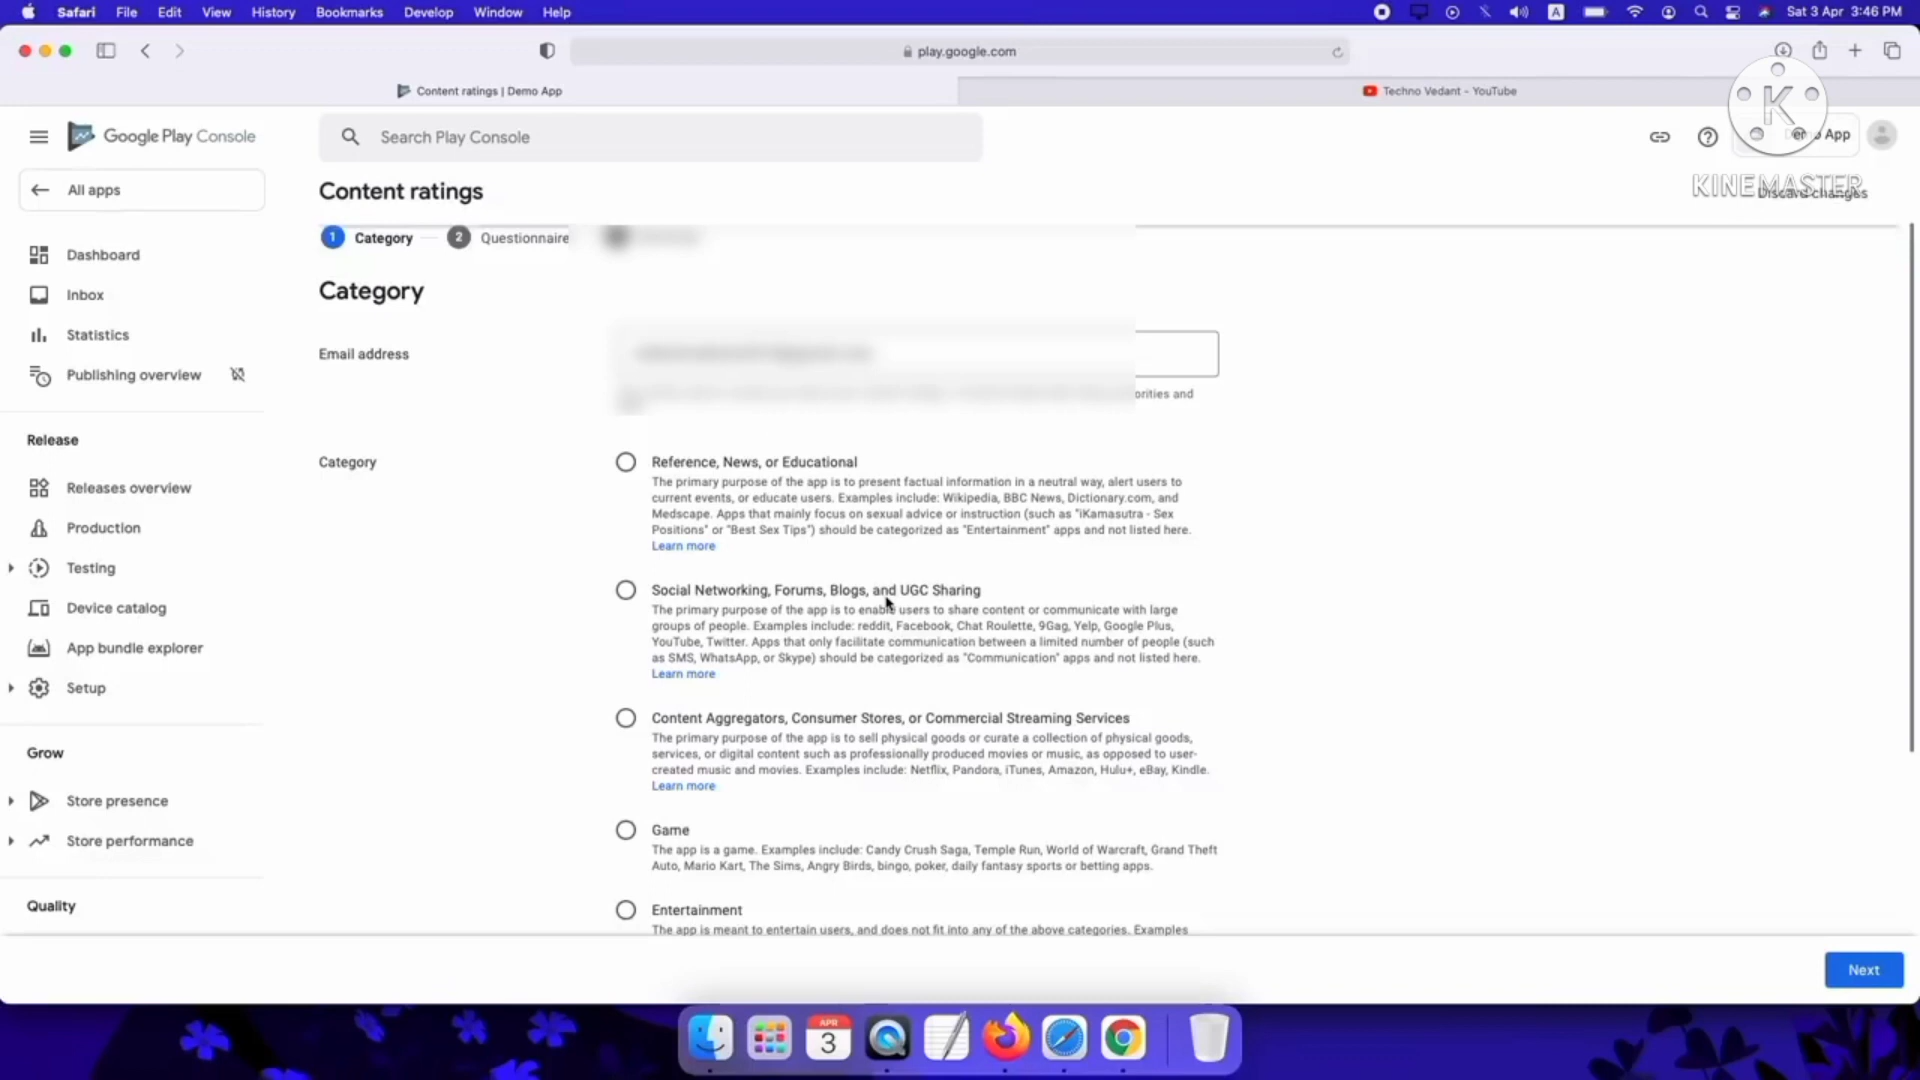 Safari File Edit View History Bookmarks Develop Window Help
A
Sat 3 Apr 3:46 PM
play.google.com
Content ratings | Demo App
Techno Vedant - YouTube
Google Play Console
Search Play Console
K
App
KINEMASTER
Discard changes
All apps
Content ratings
1 Category
2 Questionnaire
Dashboard
Inbox
Statistics
Publishing overview
Release
Releases overview
Production
Testing
Device catalog
App bundle explorer
Setup
Grow
Store presence
Store performance
Quality
Category
Email address
orities and
Category
Reference, News, or Educational
The primary purpose of the app is to present factual information in a neutral way, alert users to
current events, or educate users. Examples include: Wikipedia, BBC News, Dictionary.com, and
Medscape. Apps that mainly focus on sexual advice or instruction (such as "iKamasutra - Sex
Positions" or "Best Sex Tips") should be categorized as "Entertainment" apps and not listed here.
Learn more
Social Networking, Forums, Blogs, and UGC Sharing
The primary purpose of the app is to enable users to share content or communicate with large
groups of people. Examples include: reddit, Facebook, Chat Roulette, 9Gag, Yelp, Google Plus,
YouTube, Twitter. Apps that only facilitate communication between a limited number of people (such
as SMS, WhatsApp, or Skype) should be categorized as "Communication" apps and not listed here.
Learn more
Content Aggregators, Consumer Stores, or Commercial Streaming Services
The primary purpose of the app is to sell physical goods or curate a collection of physical goods,
services, or digital content such as professionally produced movies or music, as opposed to user-
created music and movies. Examples include: Netflix, Pandora, iTunes, Amazon, Hulu+, eBay, Kindle.
Learn more
Game
The app is a game. Examples include: Candy Crush Saga, Temple Run, World of Warcraft, Grand Theft
Auto, Mario Kart, The Sims, Angry Birds, bingo, poker, daily fantasy sports or betting apps.
Entertainment
The app is meant to entertain users, and does not fit into any of the above categories. Examples
Next
APR
3